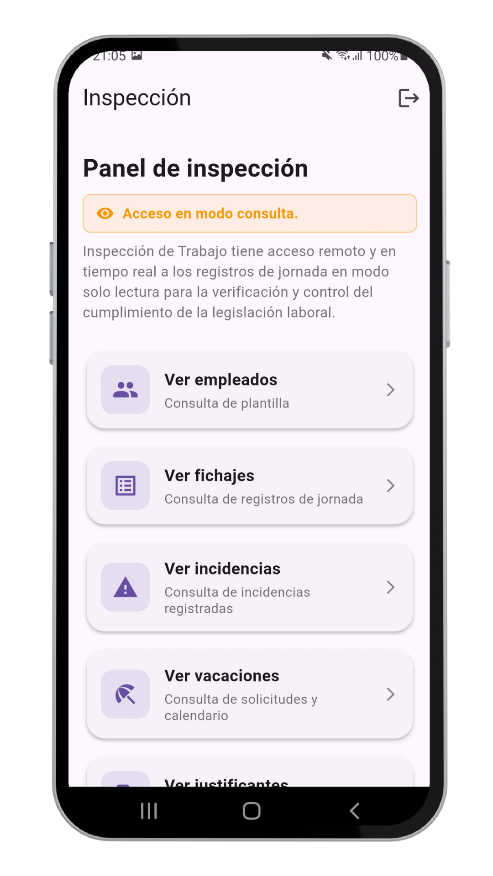 21:05 100%
Inspección
Panel de inspección
Acceso en modo consulta.
Inspección de Trabajo tiene acceso remoto y en
tiempo real a los registros de jornada en modo
solo lectura para la verificación y control del
cumplimiento de la legislación laboral.
Ver empleados
Consulta de plantilla
Ver fichajes
Consulta de registros de jornada
Ver incidencias
Consulta de incidencias
registradas
Ver vacaciones
Consulta de solicitudes y
calendario
Ver justificantes